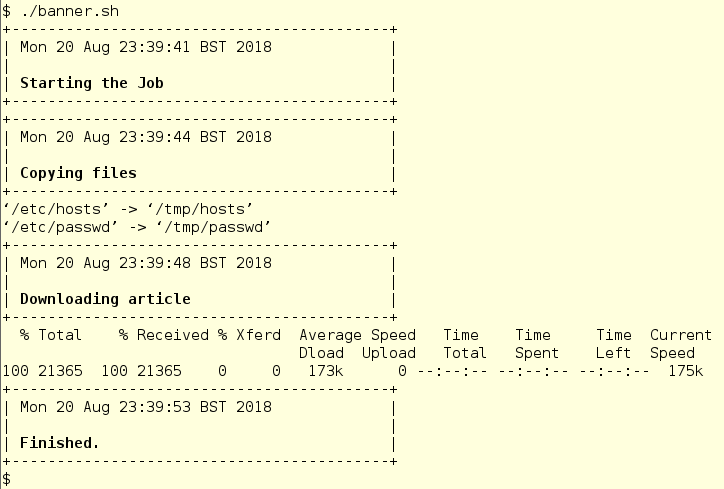 $ ./banner.sh
+------------------------------------------+
| Mon 20 Aug 23:39:41 BST 2018             |
|                                          |
| Starting the Job                         |
+------------------------------------------+
+------------------------------------------+
| Mon 20 Aug 23:39:44 BST 2018             |
|                                          |
| Copying files                            |
+------------------------------------------+
‘/etc/hosts’ -> ‘/tmp/hosts’
‘/etc/passwd’ -> ‘/tmp/passwd’
+------------------------------------------+
| Mon 20 Aug 23:39:48 BST 2018             |
|                                          |
| Downloading article                      |
+------------------------------------------+
  % Total    % Received % Xferd  Average Speed   Time    Time     Time  Current
                                 Dload  Upload   Total   Spent    Left  Speed
100 21365  100 21365    0     0   173k      0 --:--:-- --:--:-- --:--:--  175k
+------------------------------------------+
| Mon 20 Aug 23:39:53 BST 2018             |
|                                          |
| Finished.                                |
+------------------------------------------+
$